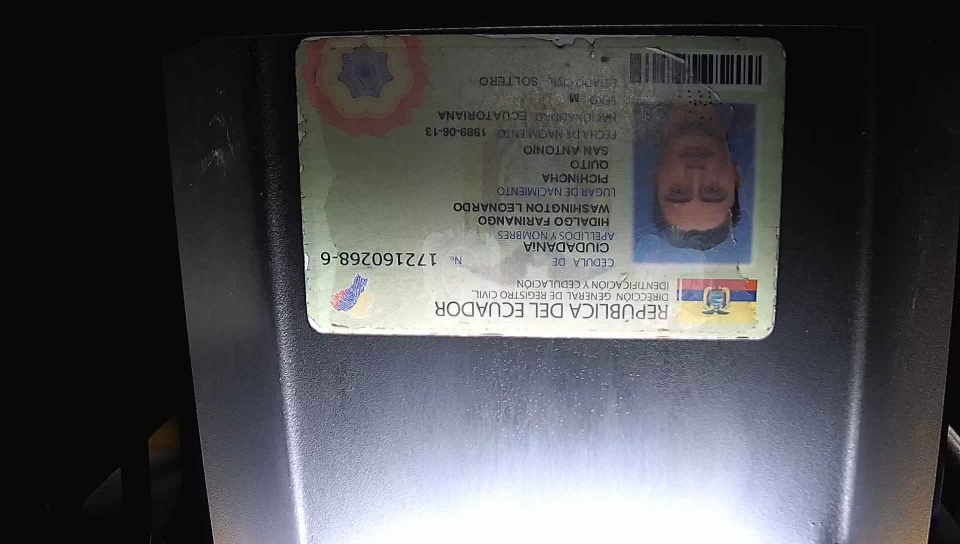 REPÚBLICA DEL ECUADOR
DIRECCIÓN GENERAL DE REGISTRO CIVIL,
IDENTIFICACIÓN Y CEDULACIÓN
CÉDULA DE
CIUDADANÍA
No. 172160268-6
APELLIDOS Y NOMBRES
HIDALGO FARINANGO
WASHINGTON LEONARDO
LUGAR DE NACIMIENTO
PICHINCHA
QUITO
SAN ANTONIO
FECHA DE NACIMIENTO 1989-06-13
NACIONALIDAD ECUATORIANA
SEXO M
ESTADO CIVIL SOLTERO